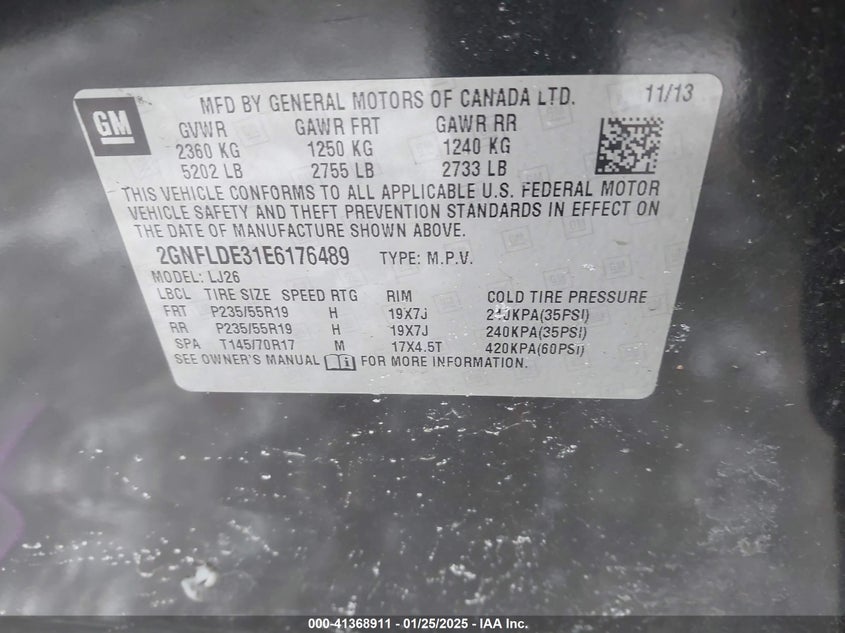 GM
MFD BY GENERAL MOTORS OF CANADA LTD. 11/13
GVWR GAWR FRT GAWR RR
2360 KG 1250 KG 1240 KG
5202 LB 2755 LB 2733 LB
THIS VEHICLE CONFORMS TO ALL APPLICABLE U.S. FEDERAL MOTOR
VEHICLE SAFETY AND THEFT PREVENTION STANDARDS IN EFFECT ON
THE DATE OF MANUFACTURE SHOWN ABOVE.
2GNFLDE31E6176489 TYPE: M.P.V.
MODEL: LJ26
LBCL TIRE SIZE SPEED RTG RIM COLD TIRE PRESSURE
FRT P235/55R19 H 19X7J 240KPA(35PSI)
RR P235/55R19 H 19X7J 240KPA(35PSI)
SPA T145/70R17 M 17X4.5T 420KPA(60PSI)
SEE OWNER'S MANUAL FOR MORE INFORMATION.
000-41368911 - 01/25/2025 - IAA Inc.